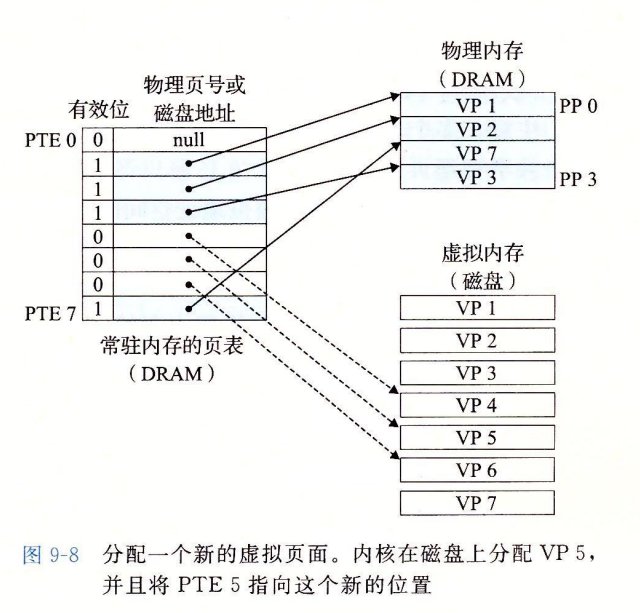 物理内存
（DRAM）
物理页号或
有效位 磁盘地址
VP 1 PP 0
VP 2
VP 7
VP 3 PP 3
PTE 0 0 null
1
1
1
0
0
0
PTE 7 1
常驻内存的页表
（DRAM）
虚拟内存
（磁盘）
VP 1
VP 2
VP 3
VP 4
VP 5
VP 6
VP 7
图 9-8 分配一个新的虚拟页面。内核在磁盘上分配 VP 5，
并且将 PTE 5 指向这个新的位置